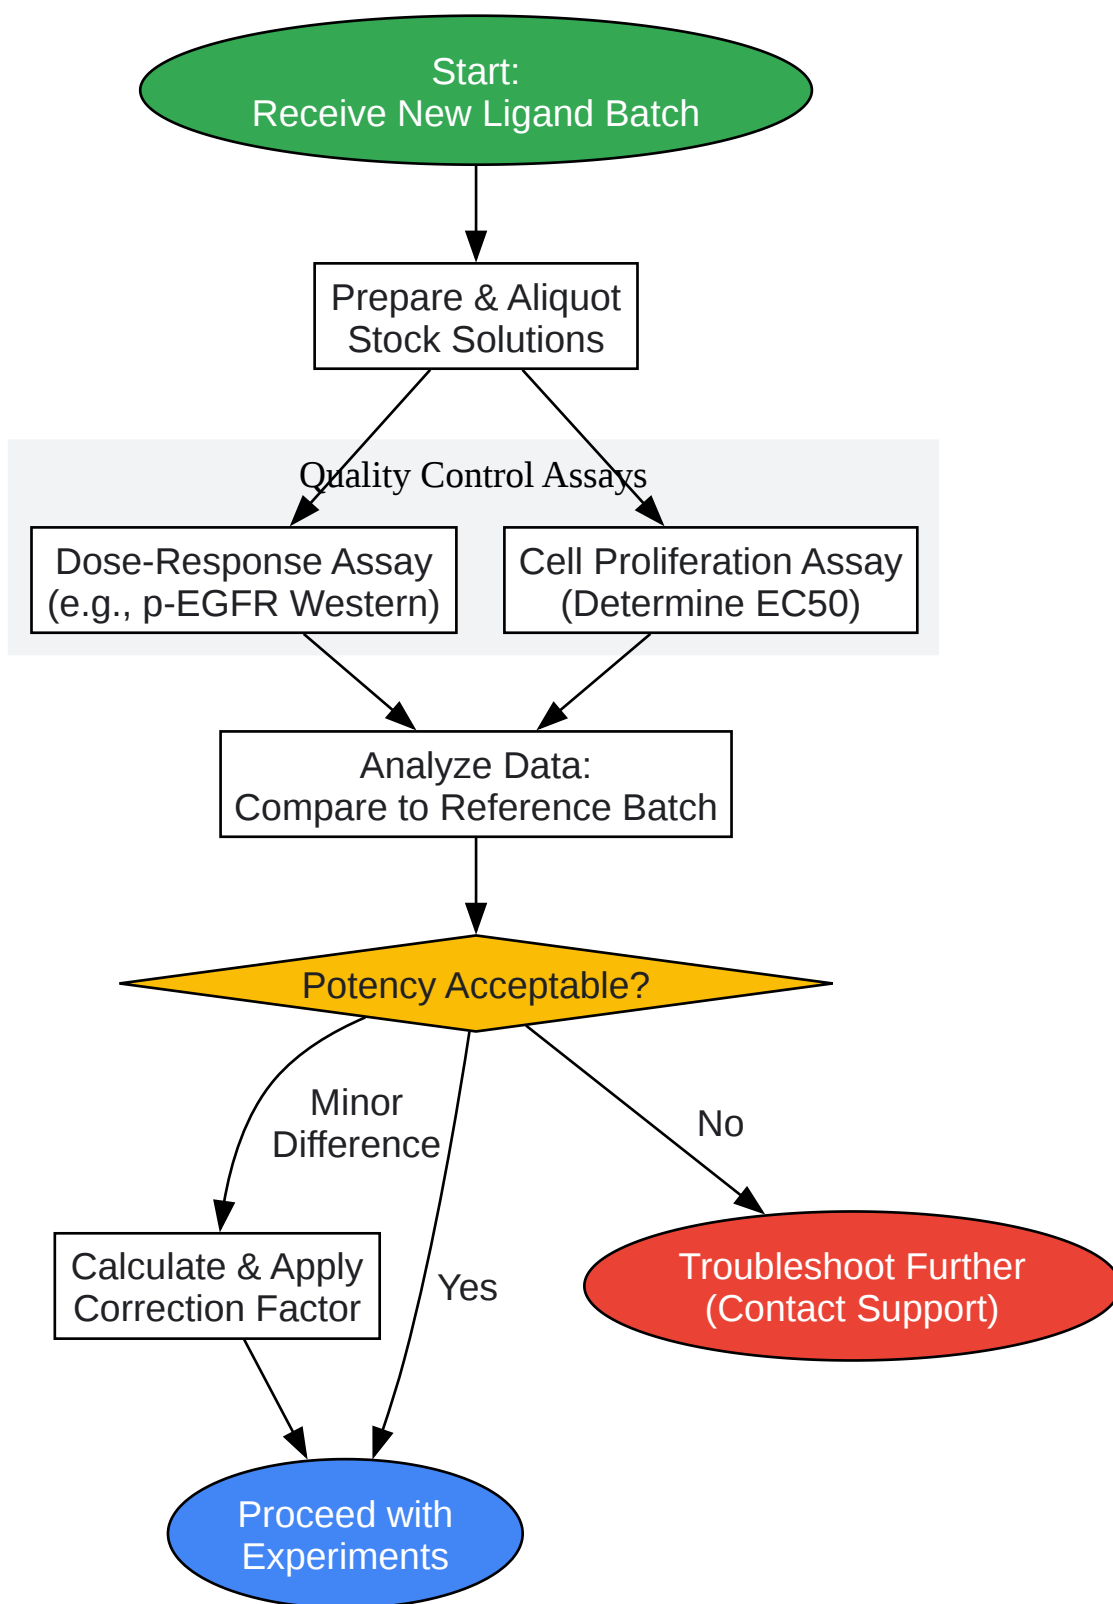 Start:
Receive New Ligand Batch
Prepare & Aliquot
Stock Solutions
Quality Control Assays
Dose-Response Assay
(e.g., p-EGFR Western)
Cell Proliferation Assay
(Determine EC50)
Analyze Data:
Compare to Reference Batch
Potency Acceptable?
Minor
Difference
No
Yes
Calculate & Apply
Correction Factor
Troubleshoot Further
(Contact Support)
Proceed with
Experiments